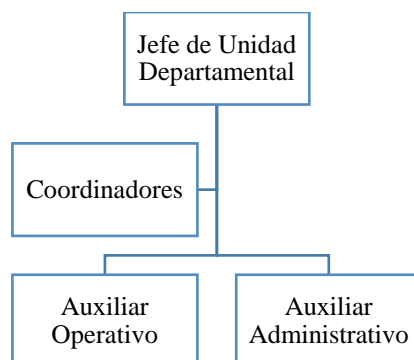 Jefe de Unidad
Departamental
Coordinadores
Auxiliar
Operativo
Auxiliar
Administrativo